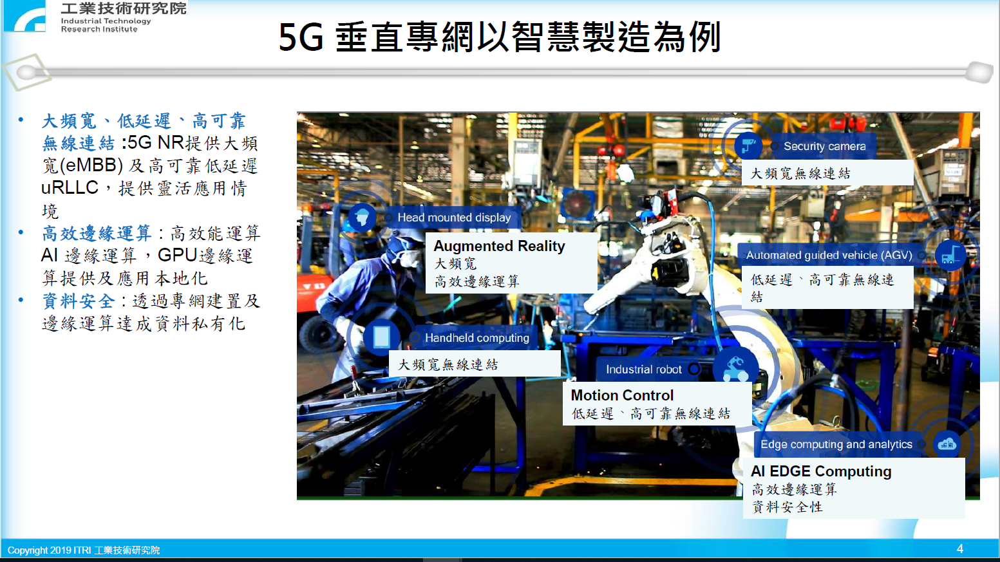 工業技術研究院
Industrial Technology
Research Institute
5G 垂直專網以智慧製造為例
• 大頻寬、低延遲、高可靠
無線連結 :5G NR提供大頻
寬(eMBB) 及高可靠低延遲
uRLLC，提供靈活應用情
境
• 高效邊緣運算：高效能運算
AI 邊緣運算，GPU邊緣運
算提供及應用本地化
• 資料安全：透過專網建置及
邊緣運算達成資料私有化
Security camera
大頻寬無線連結
Head mounted display
Augmented Reality
大頻寬
高效邊緣運算
Automated guided vehicle (AGV)
低延遲、高可靠無線連
結
Handheld computing
大頻寬無線連結
Industrial robot
Motion Control
低延遲、高可靠無線連結
Edge computing and analytics
AI EDGE Computing
高效邊緣運算
資料安全性
Copyright 2019 ITRI 工業技術研究院
4